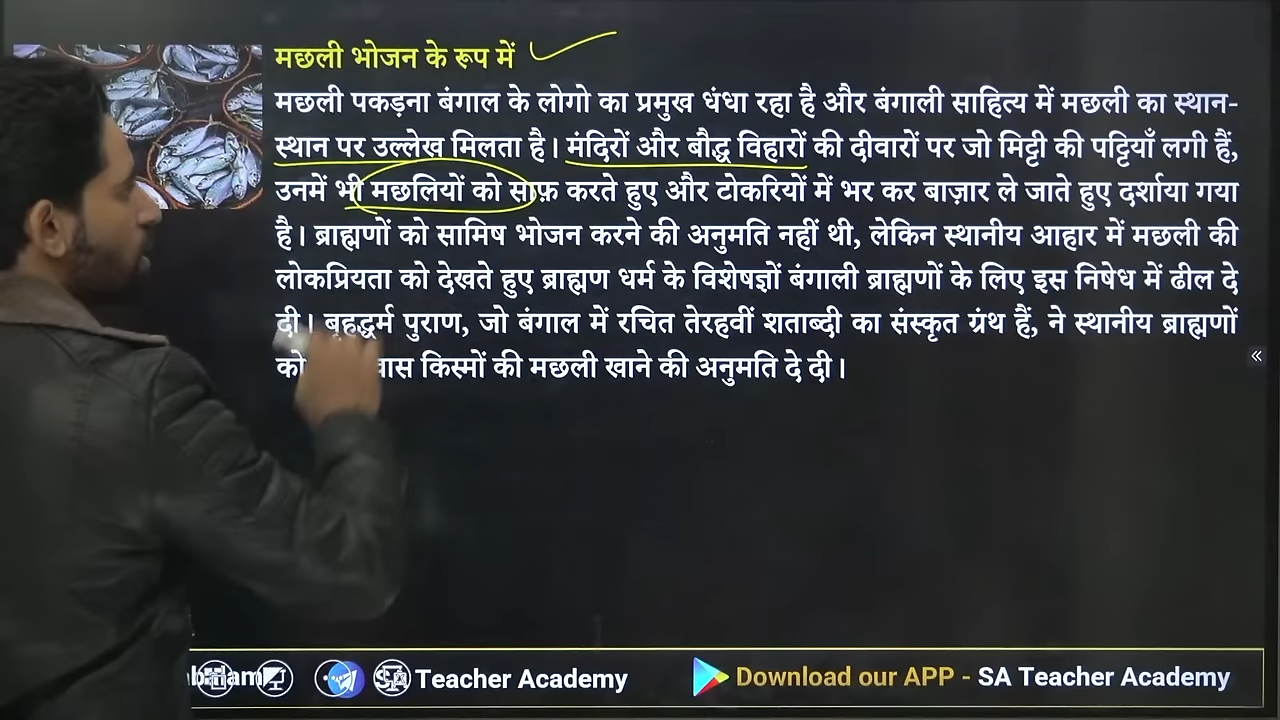 मछली भोजन के रूप में
मछली पकड़ना बंगाल के लोगो का प्रमुख धंधा रहा है और बंगाली साहित्य में मछली का स्थान-
स्थान पर उल्लेख मिलता है। मंदिरों और बौद्ध विहारों की दीवारों पर जो मिट्टी की पट्टियाँ लगी हैं,
उनमें भी मछलियों को साफ़ करते हुए और टोकरियों में भर कर बाज़ार ले जाते हुए दर्शाया गया
है। ब्राह्मणों को सामिष भोजन करने की अनुमति नहीं थी, लेकिन स्थानीय आहार में मछली की
लोकप्रियता को देखते हुए ब्राह्मण धर्म के विशेषज्ञों बंगाली ब्राह्मणों के लिए इस निषेध में ढील दे
दी। बृहद्धर्म पुराण, जो बंगाल में रचित तेरहवीं शताब्दी का संस्कृत ग्रंथ हैं, ने स्थानीय ब्राह्मणों
को किस्मों की मछली खाने की अनुमति दे दी।
Teacher Academy
Download our APP - SA Teacher Academy